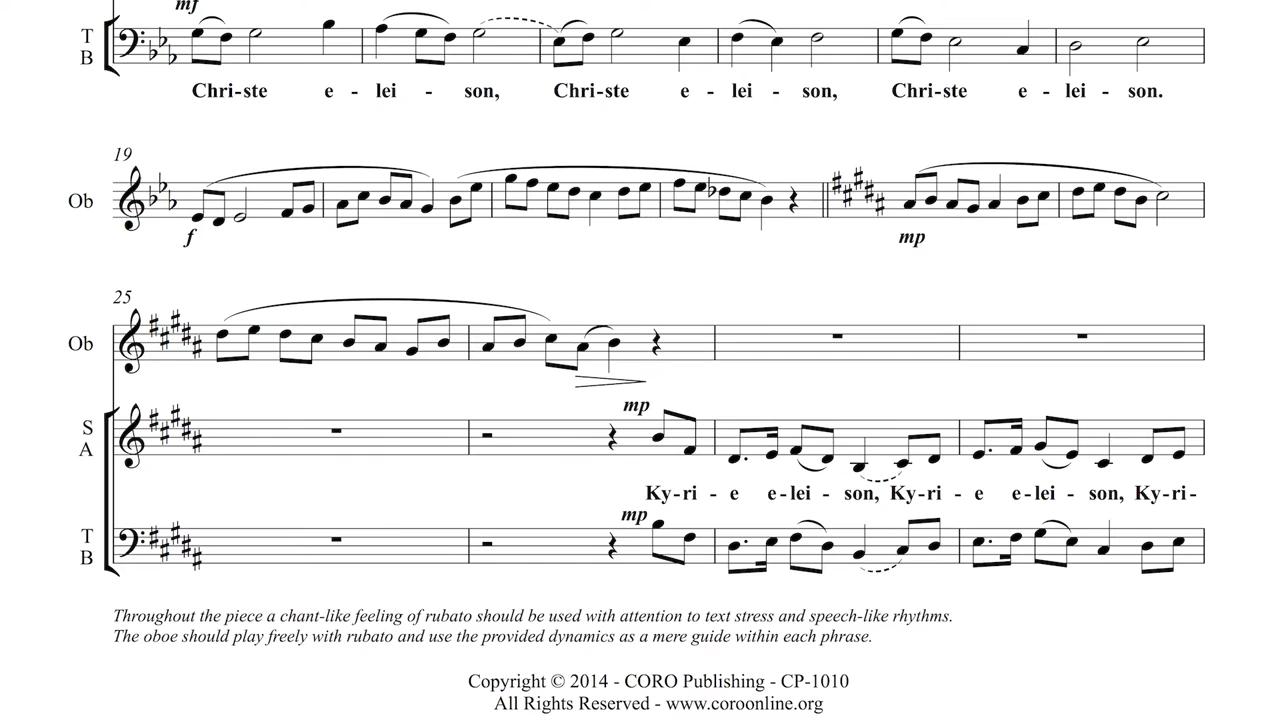 mf
T
B
Chri-ste e - lei - son, Chri-ste e - lei - son, Chri-ste e - lei - son.
19
Ob
f
mp
25
Ob
mp
S
A
Ky-ri - e e-lei - son, Ky-ri - e e-lei - son, Ky-ri-
mp
T
B
Throughout the piece a chant-like feeling of rubato should be used with attention to text stress and speech-like rhythms.
The oboe should play freely with rubato and use the provided dynamics as a mere guide within each phrase.
Copyright © 2014 - CORO Publishing - CP-1010
All Rights Reserved - www.coroonline.org